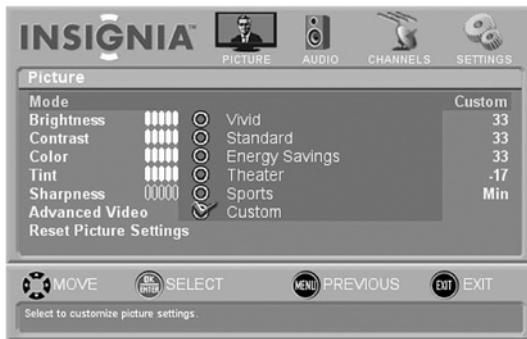 INSIGNIA™
PICTURE AUDIO CHANNELS SETTINGS
Picture
Mode Custom
Brightness Vivid 33
Contrast Standard 33
Color Energy Savings 33
Tint Theater -17
Sharpness Sports Min
Advanced Video Custom
Reset Picture Settings
MOVE OK ENTER SELECT MENU PREVIOUS EXIT EXIT
Select to customize picture settings.